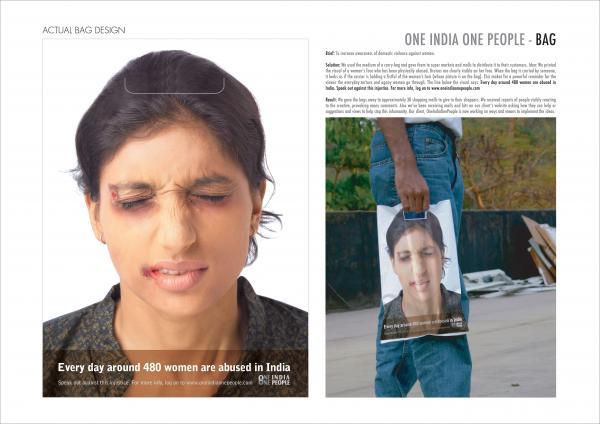 ACTUAL BAG DESIGN
ONE INDIA ONE PEOPLE - BAG
Brief: To increase awareness of domestic violence against women.
Solution: We used the medium of a carry-bag and gave them to super markets and malls to distribute it to their customers. Idea: We printed
the visual of a women's face who has been physically abused. Bruises are clearly visible on her face. When the bag is carried by someone,
it looks as if the carrier is holding a fistful of the women's hair (whose picture is on the bag). This makes for a powerful reminder for the
viewer the everyday torture and agony women go through. The line below the visual says: Every day around 480 women are abused in
India. Speak out against this injustice. For more info, log on to www.oneindiaonepeople.com
Result: We gave the bags away to approximately 30 shopping malls to give to their shoppers. We received reports of people visibly reacting
to the creative, provoking many comments. Also we've been receiving mails and hits on our client's website asking how they can help or
suggestions and views to help stop this inhumanity. Our client, OneIndiaOnePeople is now working on ways and means to implement the ideas.
Every day around 480 women are abused in India
Speak out against this injustice. For more info, log on to www.oneindiaonepeople.com
ONE INDIA
ONE PEOPLE
Every day around 480 women are abused in India